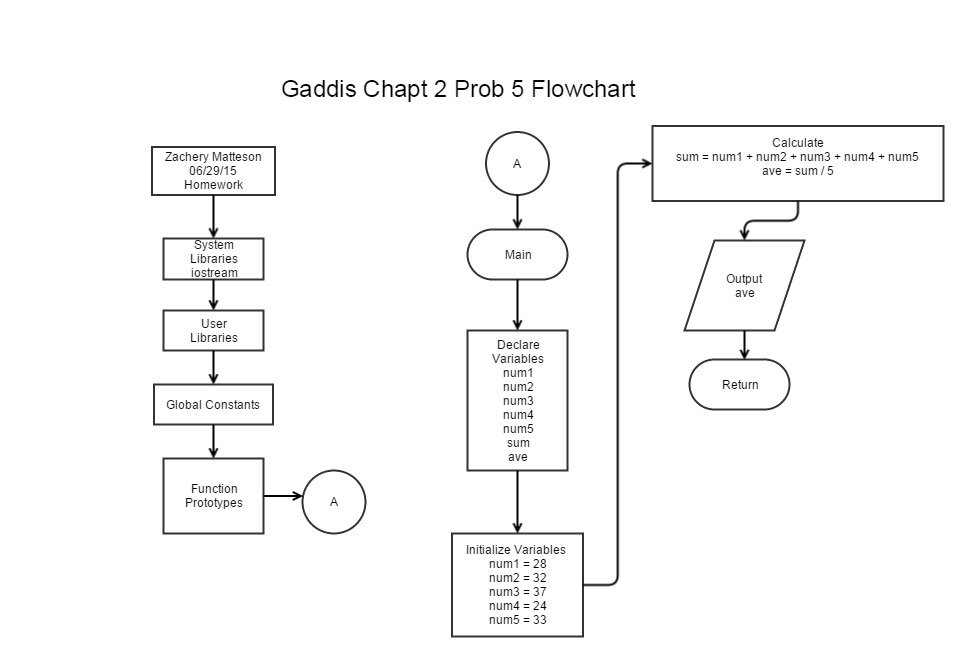 Gaddis Chapt 2 Prob 5 Flowchart
Zachery Matteson
06/29/15
Homework
System
Libraries
iostream
User
Libraries
Global Constants
Function
Prototypes
A
A
Main
Declare
Variables
num1
num2
num3
num4
num5
sum
ave
Initialize Variables
num1 = 28
num2 = 32
num3 = 37
num4 = 24
num5 = 33
Calculate
sum = num1 + num2 + num3 + num4 + num5
ave = sum / 5
Output
ave
Return